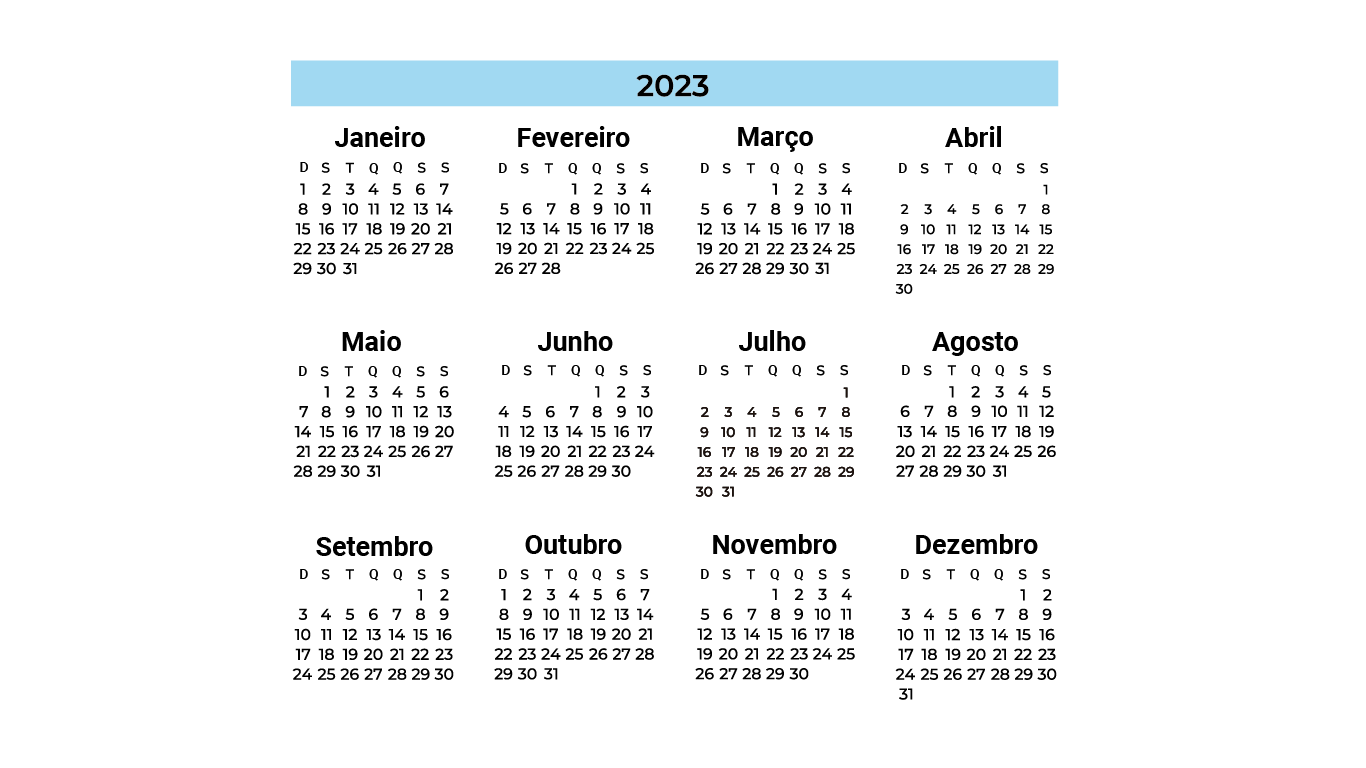 2023
Janeiro
D S T Q Q S S
1 2 3 4 5 6 7
8 9 10 11 12 13 14
15 16 17 18 19 20 21
22 23 24 25 26 27 28
29 30 31
Fevereiro
D S T Q Q S S
1 2 3 4
5 6 7 8 9 10 11
12 13 14 15 16 17 18
19 20 21 22 23 24 25
26 27 28
Março
D S T Q Q S S
1 2 3 4
5 6 7 8 9 10 11
12 13 14 15 16 17 18
19 20 21 22 23 24 25
26 27 28 29 30 31
Abril
D S T Q Q S S
1
2 3 4 5 6 7 8
9 10 11 12 13 14 15
16 17 18 19 20 21 22
23 24 25 26 27 28 29
30
Maio
D S T Q Q S S
1 2 3 4 5 6
7 8 9 10 11 12 13
14 15 16 17 18 19 20
21 22 23 24 25 26 27
28 29 30 31
Junho
D S T Q Q S S
1 2 3
4 5 6 7 8 9 10
11 12 13 14 15 16 17
18 19 20 21 22 23 24
25 26 27 28 29 30
Julho
D S T Q Q S S
1
2 3 4 5 6 7 8
9 10 11 12 13 14 15
16 17 18 19 20 21 22
23 24 25 26 27 28 29
30 31
Agosto
D S T Q Q S S
1 2 3 4 5
6 7 8 9 10 11 12
13 14 15 16 17 18 19
20 21 22 23 24 25 26
27 28 29 30 31
Setembro
D S T Q Q S S
1 2
3 4 5 6 7 8 9
10 11 12 13 14 15 16
17 18 19 20 21 22 23
24 25 26 27 28 29 30
Outubro
D S T Q Q S S
1 2 3 4 5 6 7
8 9 10 11 12 13 14
15 16 17 18 19 20 21
22 23 24 25 26 27 28
29 30 31
Novembro
D S T Q Q S S
1 2 3 4
5 6 7 8 9 10 11
12 13 14 15 16 17 18
19 20 21 22 23 24 25
26 27 28 29 30
Dezembro
D S T Q Q S S
1 2
3 4 5 6 7 8 9
10 11 12 13 14 15 16
17 18 19 20 21 22 23
24 25 26 27 28 29 30
31